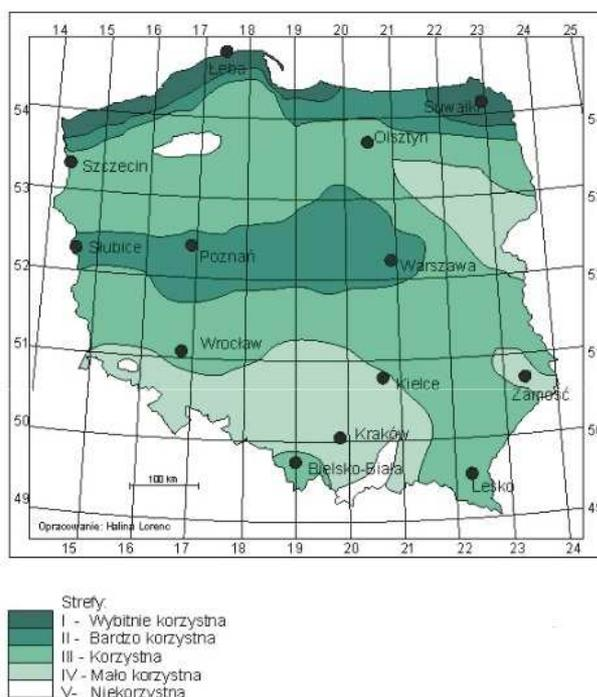 14 15 16 17 18 19 20 21 22 23 24 25
Łeba
54
Suwałki
Olsztyn
Szczecin
53
Słubice
Poznań
52
Warszawa
51
Wrocław
Kielce
Zamość
50
Kraków
Bielsko-Biała
100 km
Lesko
49
Opracowanie: Halina Lorenc
15 16 17 18 19 20 21 22 23 24
Strefy:
I - Wybitnie korzystna
II - Bardzo korzystna
III - Korzystna
IV - Mało korzystna
V- Niekorzystna